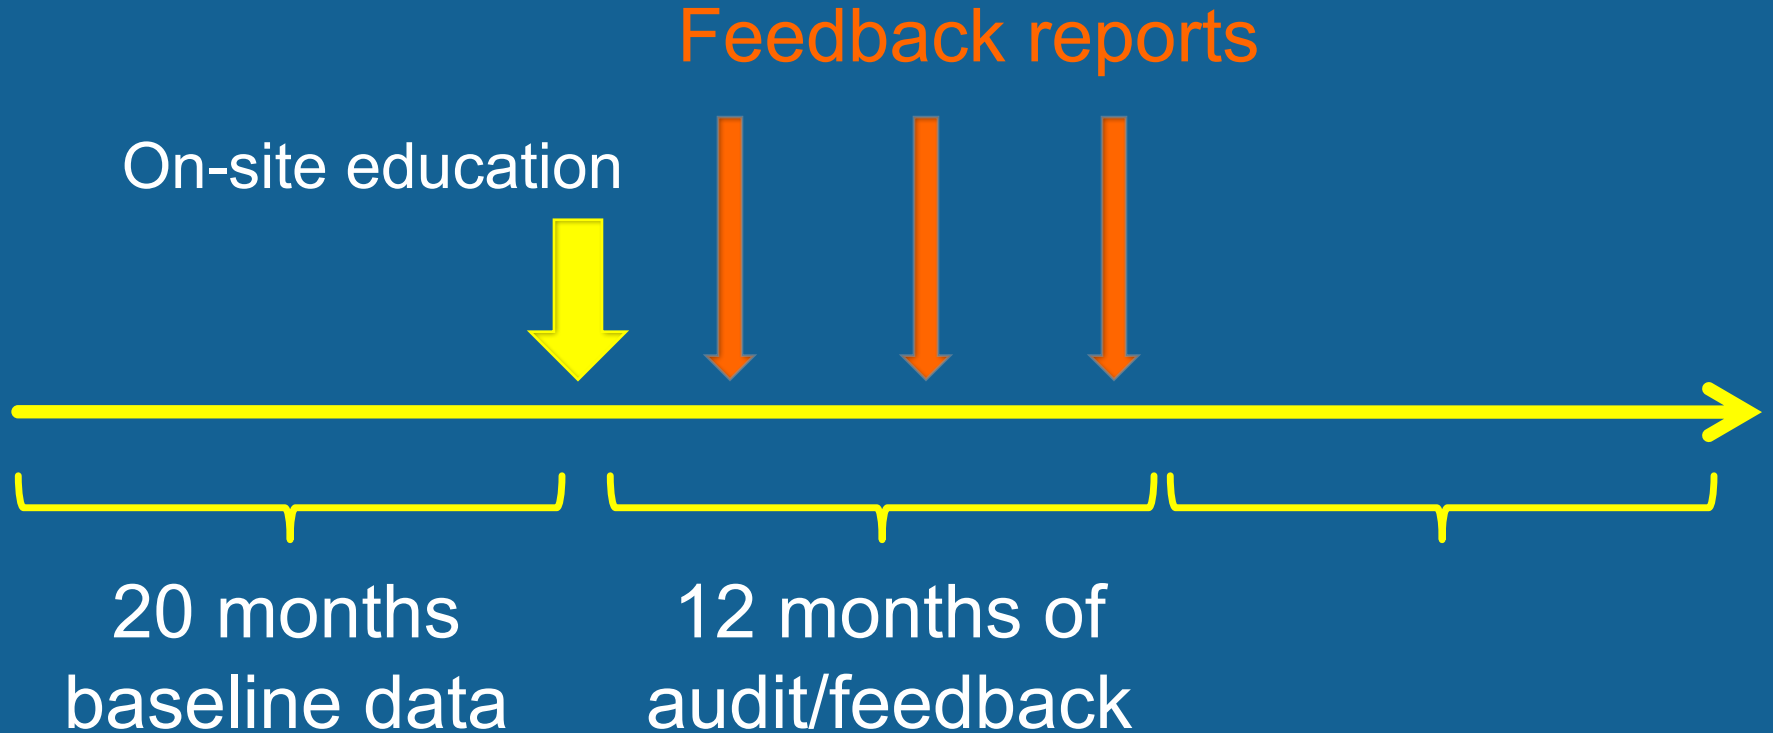 Feedback reports
On-site education
20 months
baseline data
12 months of
audit/feedback